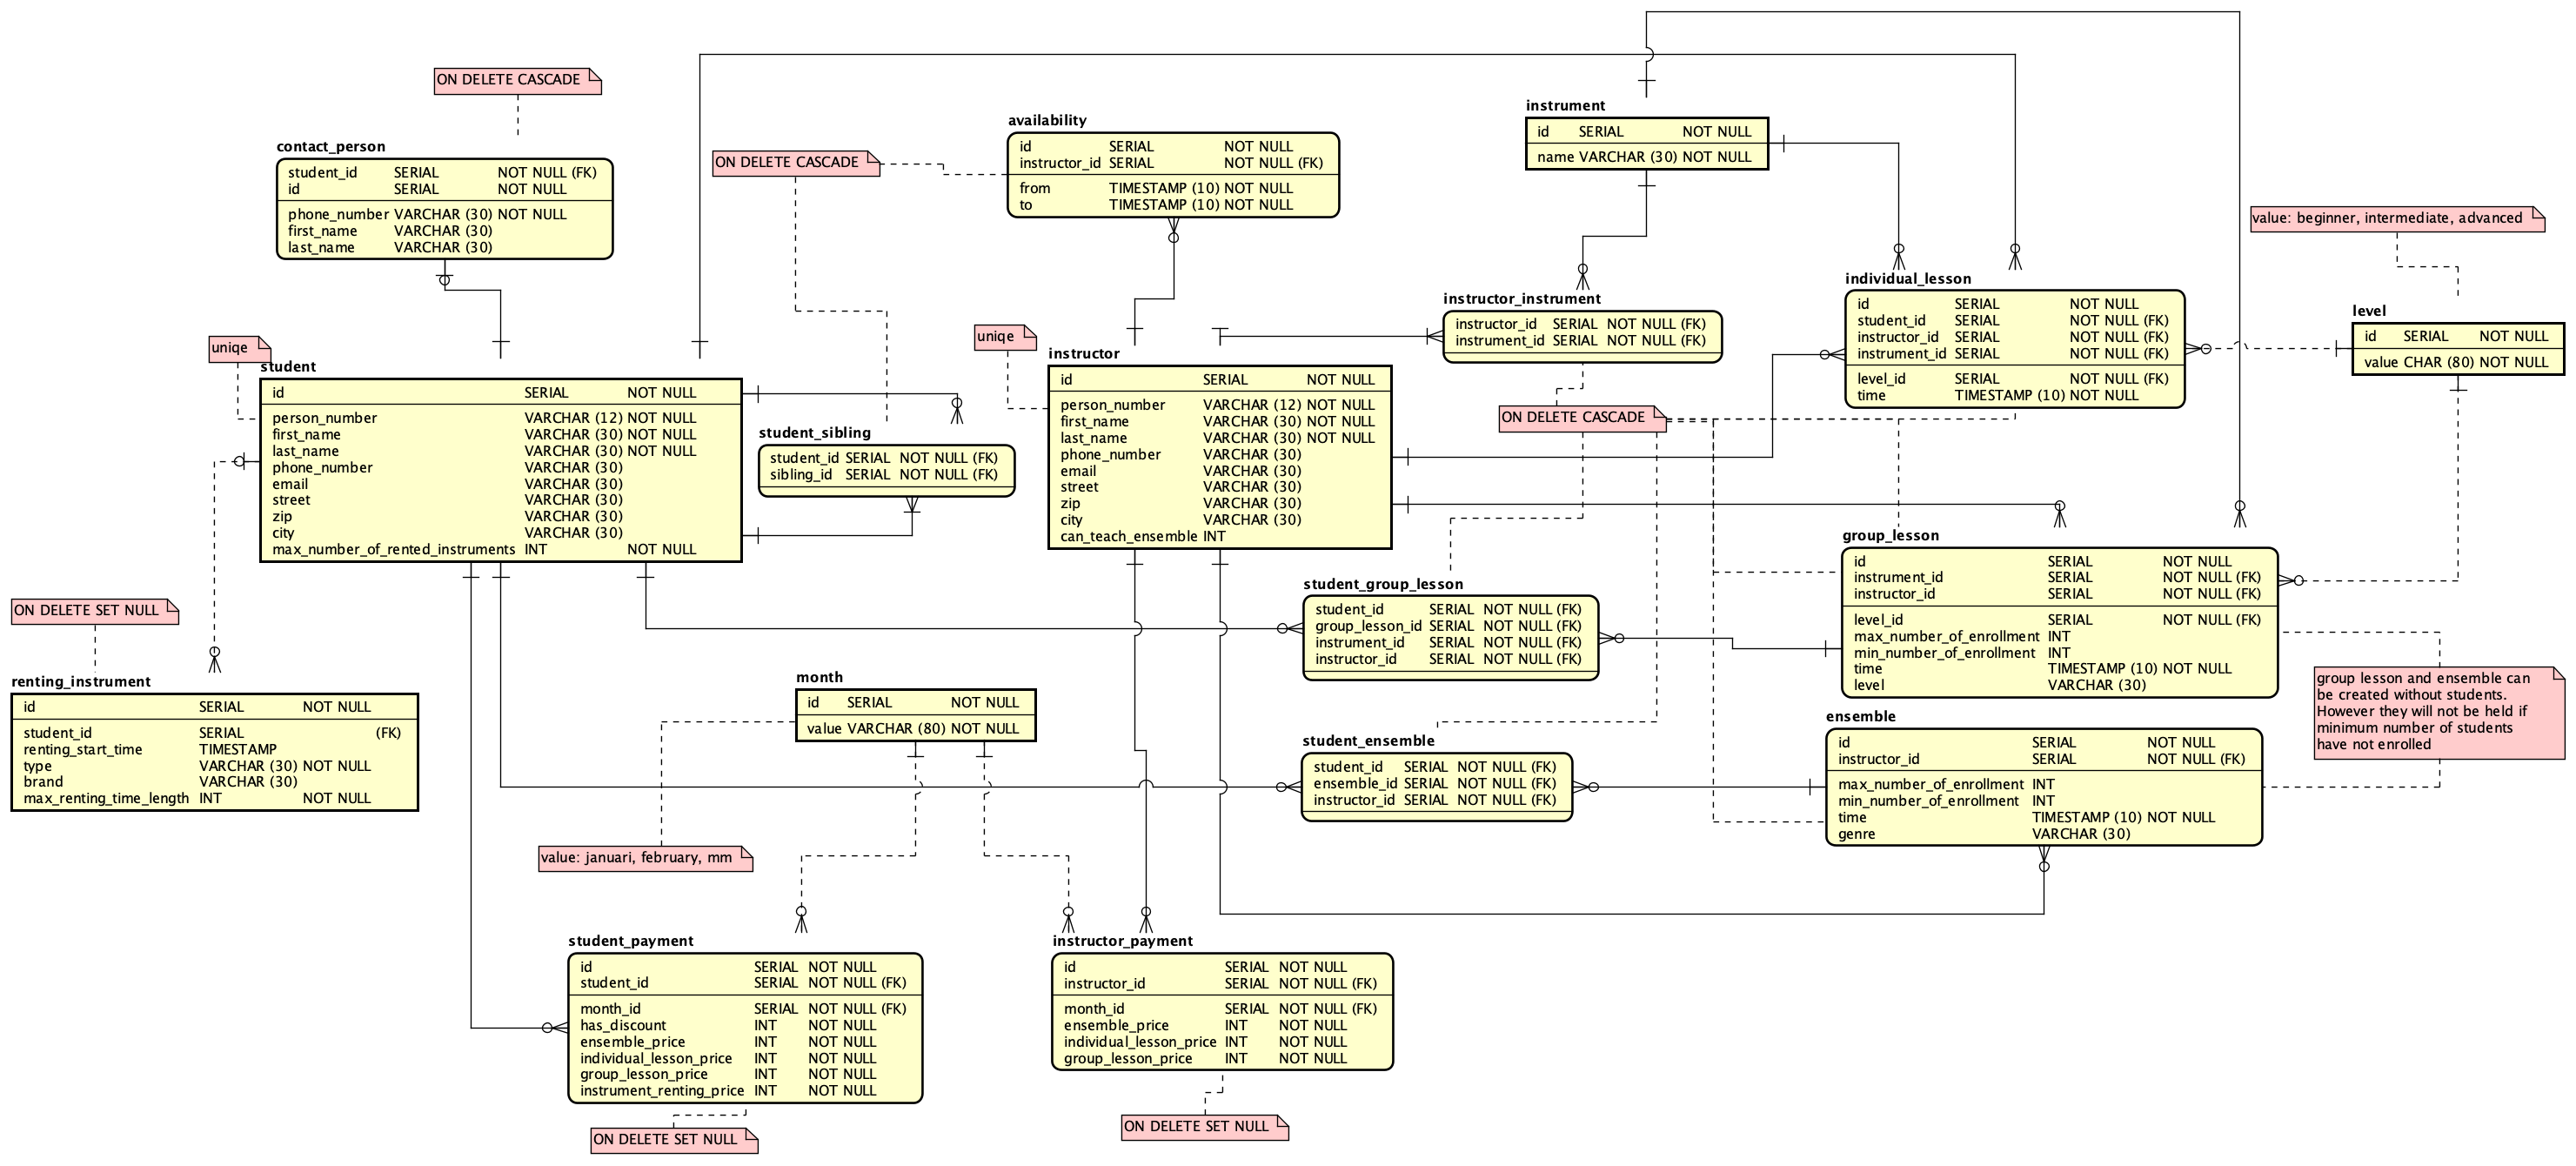 ON DELETE CASCADE
contact_person
student_id SERIAL NOT NULL (FK)
id SERIAL NOT NULL
phone_number VARCHAR (30) NOT NULL
first_name VARCHAR (30)
last_name VARCHAR (30)
ON DELETE CASCADE
availability
id SERIAL NOT NULL
instructor_id SERIAL NOT NULL (FK)
from TIMESTAMP (10) NOT NULL
to TIMESTAMP (10) NOT NULL
instrument
id SERIAL NOT NULL
name VARCHAR (30) NOT NULL
value: beginner, intermediate, advanced
individual_lesson
id SERIAL NOT NULL
student_id SERIAL NOT NULL (FK)
instructor_id SERIAL NOT NULL (FK)
instrument_id SERIAL NOT NULL (FK)
level_id SERIAL NOT NULL (FK)
time TIMESTAMP (10) NOT NULL
level
id SERIAL NOT NULL
value CHAR (80) NOT NULL
instructor_instrument
instructor_id SERIAL NOT NULL (FK)
instrument_id SERIAL NOT NULL (FK)
uniqe
student
id SERIAL NOT NULL
person_number VARCHAR (12) NOT NULL
first_name VARCHAR (30) NOT NULL
last_name VARCHAR (30) NOT NULL
phone_number VARCHAR (30)
email VARCHAR (30)
street VARCHAR (30)
zip VARCHAR (30)
city VARCHAR (30)
max_number_of_rented_instruments INT NOT NULL
student_sibling
student_id SERIAL NOT NULL (FK)
sibling_id SERIAL NOT NULL (FK)
uniqe
instructor
id SERIAL NOT NULL
person_number VARCHAR (12) NOT NULL
first_name VARCHAR (30) NOT NULL
last_name VARCHAR (30) NOT NULL
phone_number VARCHAR (30)
email VARCHAR (30)
street VARCHAR (30)
zip VARCHAR (30)
city VARCHAR (30)
can_teach_ensemble INT
ON DELETE CASCADE
group_lesson
id SERIAL NOT NULL
instrument_id SERIAL NOT NULL (FK)
instructor_id SERIAL NOT NULL (FK)
level_id SERIAL NOT NULL (FK)
max_number_of_enrollment INT
min_number_of_enrollment INT
time TIMESTAMP (10) NOT NULL
level VARCHAR (30)
student_group_lesson
student_id SERIAL NOT NULL (FK)
group_lesson_id SERIAL NOT NULL (FK)
instrument_id SERIAL NOT NULL (FK)
instructor_id SERIAL NOT NULL (FK)
ON DELETE SET NULL
renting_instrument
id SERIAL NOT NULL
student_id SERIAL (FK)
renting_start_time TIMESTAMP
type VARCHAR (30) NOT NULL
brand VARCHAR (30)
max_renting_time_length INT NOT NULL
month
id SERIAL NOT NULL
value VARCHAR (80) NOT NULL
value: januari, february, mm
student_ensemble
student_id SERIAL NOT NULL (FK)
ensemble_id SERIAL NOT NULL (FK)
instructor_id SERIAL NOT NULL (FK)
ensemble
id SERIAL NOT NULL
instructor_id SERIAL NOT NULL (FK)
max_number_of_enrollment INT
min_number_of_enrollment INT
time TIMESTAMP (10) NOT NULL
genre VARCHAR (30)
group lesson and ensemble can
be created without students.
However they will not be held if
minimum number of students
have not enrolled
student_payment
id SERIAL NOT NULL
student_id SERIAL NOT NULL (FK)
month_id SERIAL NOT NULL (FK)
has_discount INT NOT NULL
ensemble_price INT NOT NULL
individual_lesson_price INT NOT NULL
group_lesson_price INT NOT NULL
instrument_renting_price INT NOT NULL
ON DELETE SET NULL
instructor_payment
id SERIAL NOT NULL
instructor_id SERIAL NOT NULL (FK)
month_id SERIAL NOT NULL (FK)
ensemble_price INT NOT NULL
individual_lesson_price INT NOT NULL
group_lesson_price INT NOT NULL
ON DELETE SET NULL